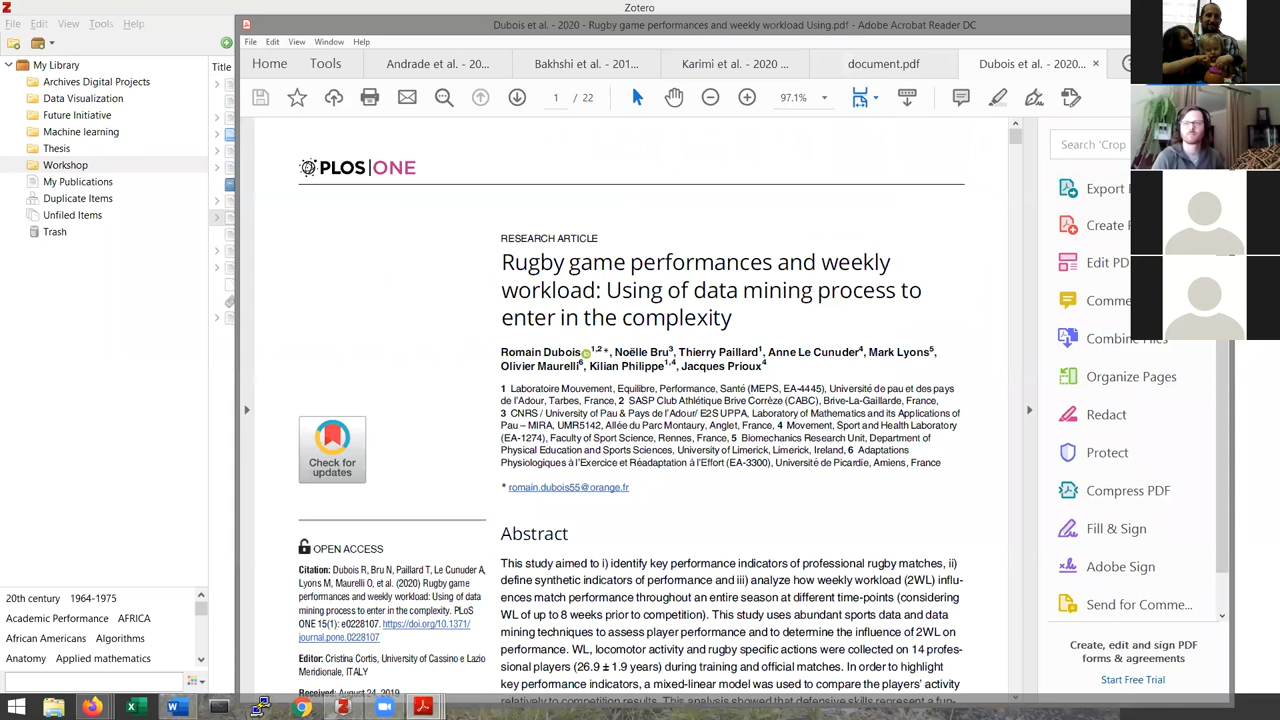 Zotero
File Edit View Tools Help
My Library
Archives Digital Projects
Data Visualization
Future Initiative
Machine learning
Thesis
Workshop
My Publications
Duplicate Items
Unfiled Items
Trash
Title
20th century 1964-1975
Academic Performance AFRICA
African Americans Algorithms
Anatomy Applied mathematics
Dubois et al. - 2020 - Rugby game performances and weekly workload Using.pdf - Adobe Acrobat Reader DC
File Edit View Window Help
Home Tools Andrade et al. - 20... Bakhshi et al. - 201... Karimi et al. - 2020 ... document.pdf Dubois et al. - 2020... ×
1 / 22 97.1%
PLOS | ONE
RESEARCH ARTICLE
Rugby game performances and weekly
workload: Using of data mining process to
enter in the complexity
Romain Dubois 1,2*, Noëlle Bru3, Thierry Paillard1, Anne Le Cunuder4, Mark Lyons5,
Olivier Maurelli6, Kilian Philippe1,4, Jacques Prioux4
1 Laboratoire Mouvement, Equilibre, Performance, Santé (MEPS, EA-4445), Université de pau et des pays
de l'Adour, Tarbes, France, 2 SASP Club Athlétique Brive Corrèze (CABC), Brive-La-Gaillarde, France,
3 CNRS / University of Pau & Pays de l'Adour/ E2S UPPA, Laboratory of Mathematics and its Applications of
Pau – MIRA, UMR5142, Allée du Parc Montaury, Anglet, France, 4 Movement, Sport and Health Laboratory
(EA-1274), Faculty of Sport Science, Rennes, France, 5 Biomechanics Research Unit, Department of
Physical Education and Sports Sciences, University of Limerick, Limerick, Ireland, 6 Adaptations
Physiologiques à l'Exercice et Réadaptation à l'Effort (EA-3300), Université de Picardie, Amiens, France
* romain.dubois55@orange.fr
Check for
updates
OPEN ACCESS
Citation: Dubois R, Bru N, Paillard T, Le Cunuder A,
Lyons M, Maurelli O, et al. (2020) Rugby game
performances and weekly workload: Using of data
mining process to enter in the complexity. PLoS
ONE 15(1): e0228107. https://doi.org/10.1371/
journal.pone.0228107
Editor: Cristina Cortis, University of Cassino e Lazio
Meridionale, ITALY
Received: August 24, 2019
Abstract
This study aimed to i) identify key performance indicators of professional rugby matches, ii)
define synthetic indicators of performance and iii) analyze how weekly workload (2WL) influ-
ences match performance throughout an entire season at different time-points (considering
WL of up to 8 weeks prior to competition). This study uses abundant sports data and data
mining techniques to assess player performance and to determine the influence of 2WL on
performance. WL, locomotor activity and rugby specific actions were collected on 14 profes-
sional players (26.9 ± 1.9 years) during training and official matches. In order to highlight
key performance indicators, a mixed-linear model was used to compare the players' activity
relatively to competition results. This analysis showed that defensive skills represent a fun-
Search 'Crop
Export
Create
Edit PD
Comme
Combine Files
Organize Pages
Redact
Protect
Compress PDF
Fill & Sign
Adobe Sign
Send for Comme...
Create, edit and sign PDF
forms & agreements
Start Free Trial